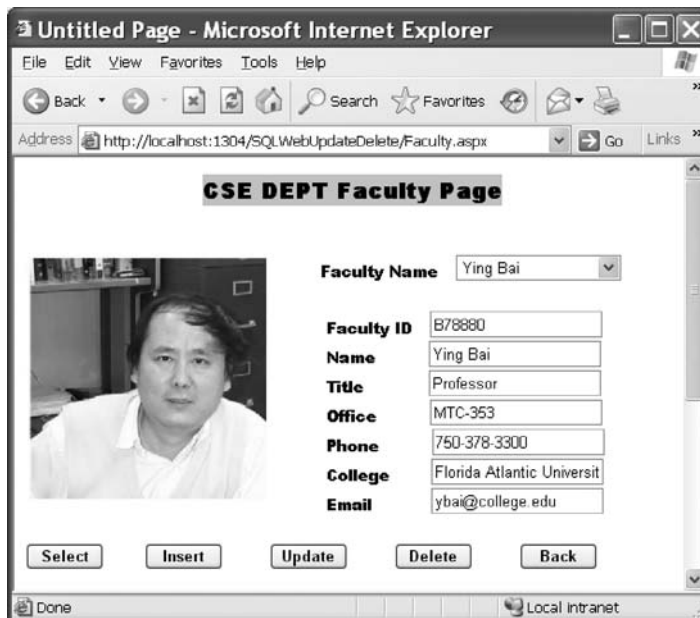 Untitled Page - Microsoft Internet Explorer
File Edit View Favorites Tools Help
Back Search Favorites
Address http://localhost:1304/SQLWebUpdateDelete/Faculty.aspx Go Links
CSE DEPT Faculty Page
Faculty Name Ying Bai
Faculty ID B78880
Name Ying Bai
Title Professor
Office MTC-353
Phone 750-378-3300
College Florida Atlantic Universit
Email ybai@college.edu
Select Insert Update Delete Back
Done Local intranet